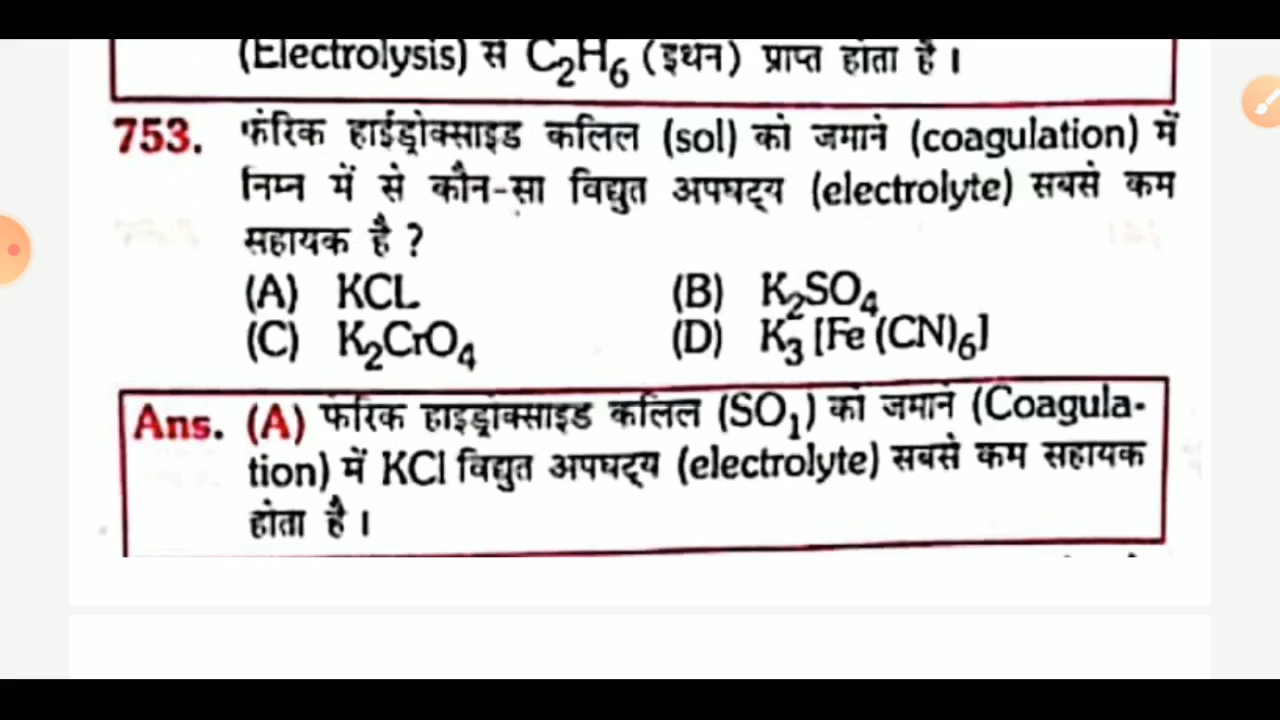 (Electrolysis) से C₂H₆ (इथेन) प्राप्त होता है ।
753. फेरिक हाईड्रोक्साइड कलिल (sol) को जमाने (coagulation) में
निम्न में से कौन-सा विद्युत अपघट्य (electrolyte) सबसे कम
सहायक है ?
(A) KCL (B) K₂SO₄
(C) K₂CrO₄ (D) K₃ [Fe (CN)₆]
Ans. (A) फेरिक हाइड्रोक्साइड कलिल (SO₁) को जमाने (Coagula-
tion) में KCl विद्युत अपघट्य (electrolyte) सबसे कम सहायक
होता है ।